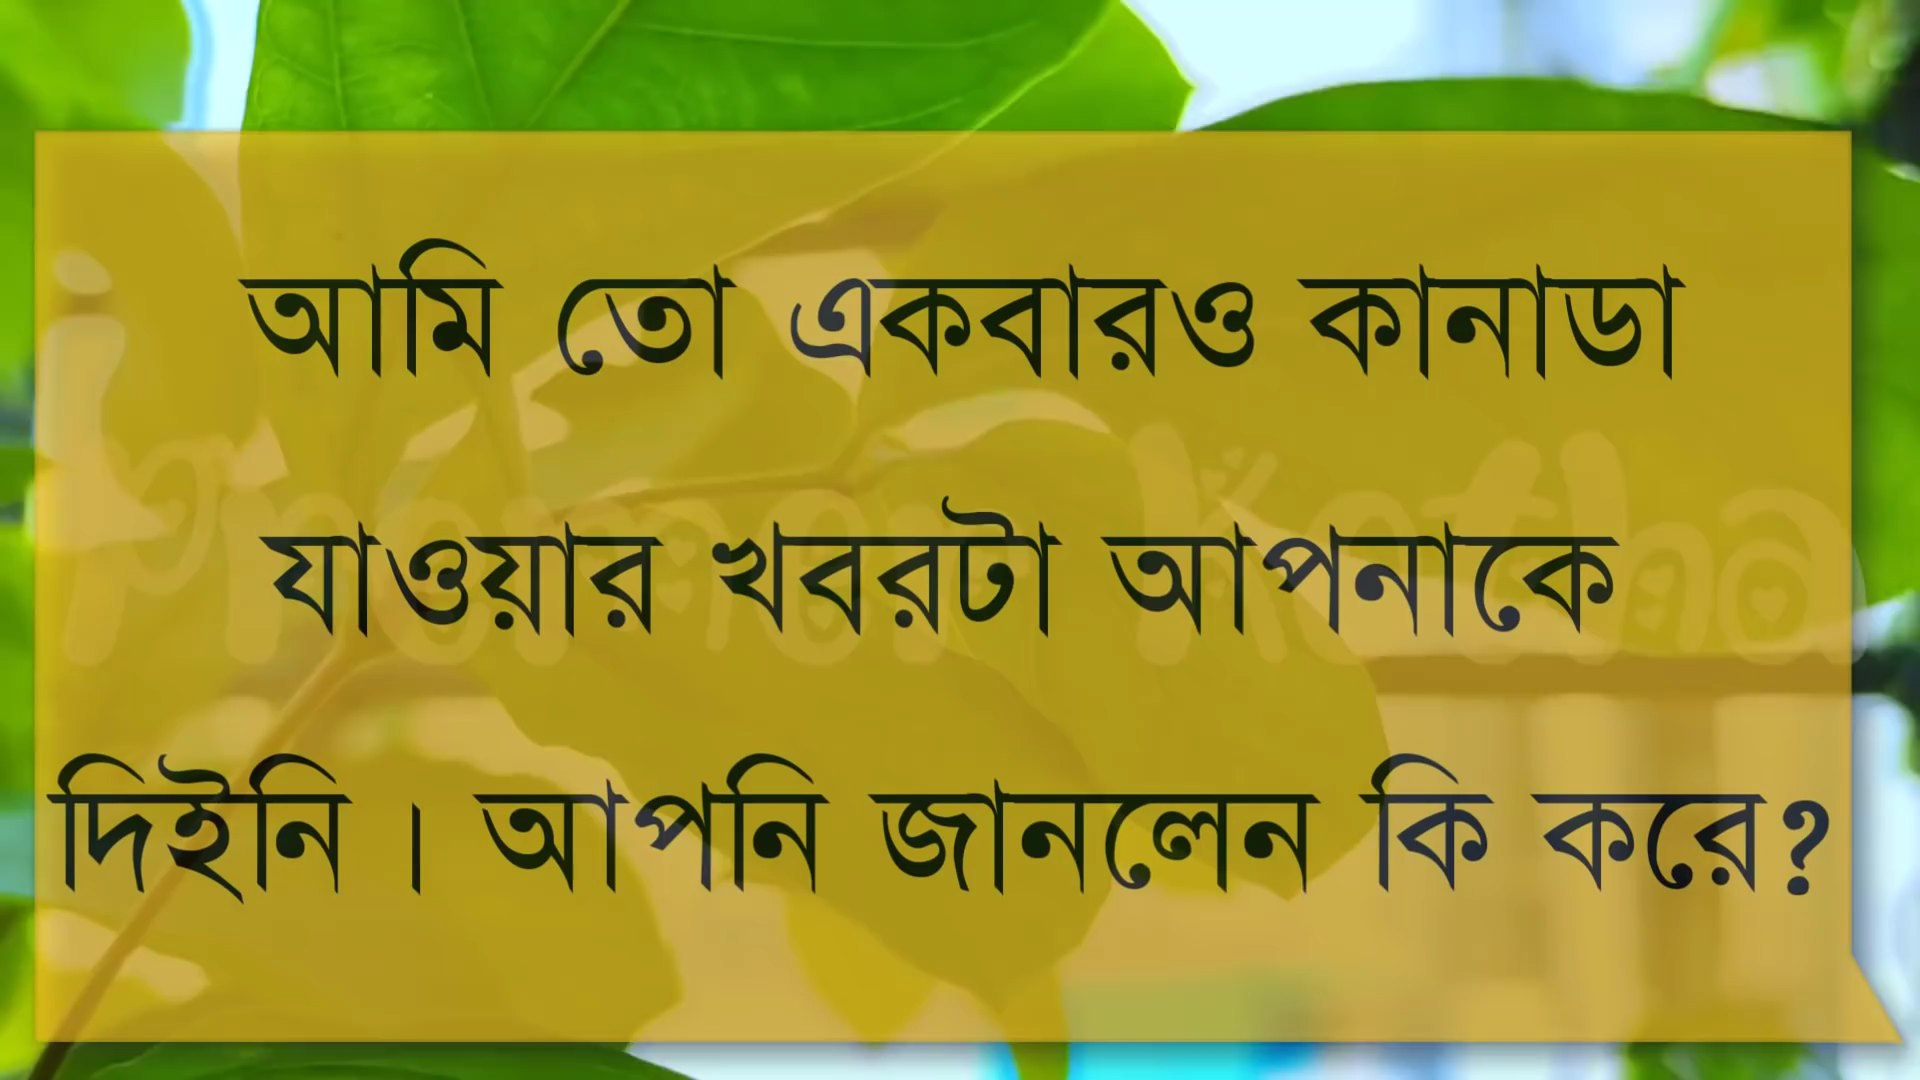 আমি তো একবারও কানাডা
যাওয়ার খবরটা আপনাকে
দিইনি। আপনি জানলেন কি করে?